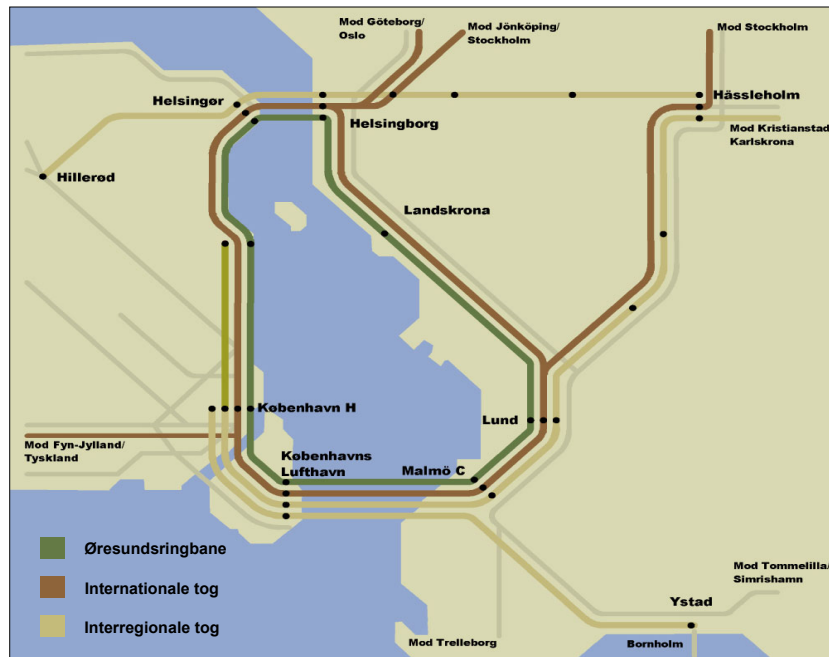 Mod Göteborg/
Oslo
Mod Jönköping/
Stockholm
Mod Stockholm
Helsingør
Hässleholm
Helsingborg
Mod Kristianstad
Karlskrona
Hillerød
Landskrona
København H
Lund
Mod Fyn-Jylland/
Tyskland
Københavns
Lufthavn
Malmö C
Øresundsringbane
Internationale tog
Interregionale tog
Mod Tommelilla/
Simrishamn
Ystad
Mod Trelleborg
Bornholm